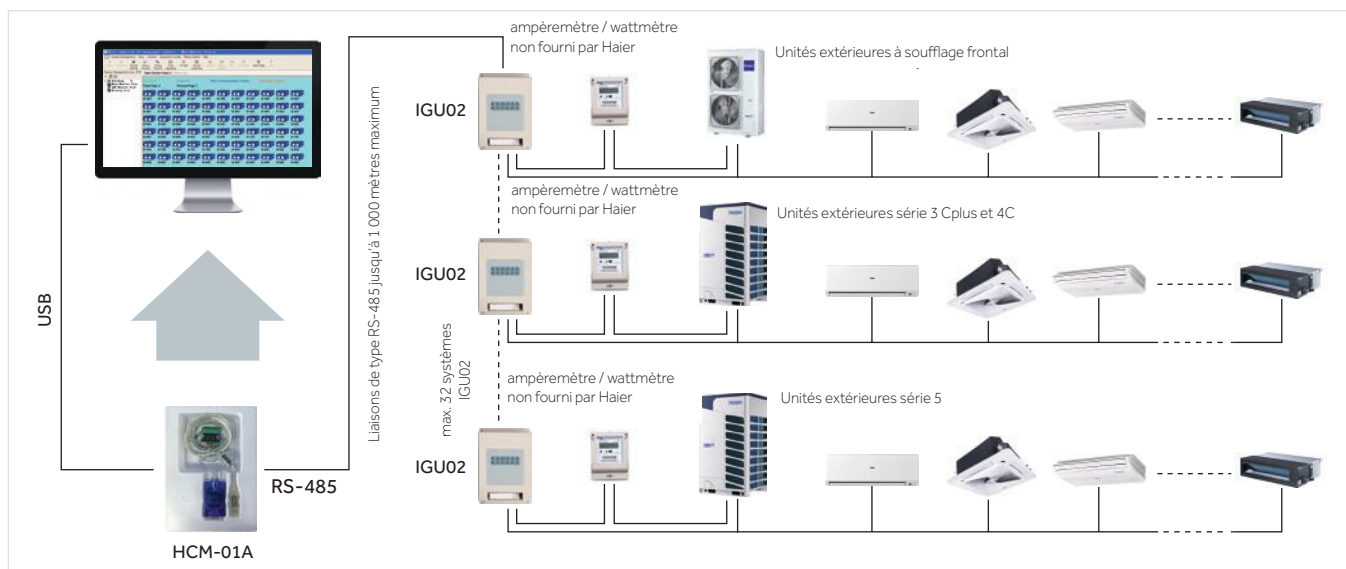 ampèremètre / wattmètre
non fourni par Haier
Unités extérieures à soufflage frontal
IGU02
ampèremètre / wattmètre
non fourni par Haier
Unités extérieures série 3 Cplus et 4C
IGU02
USB
Liaisons de type RS-485 jusqu'à 1 000 mètres maximum
max. 32 systèmes
IGU02
ampèremètre / wattmètre
non fourni par Haier
Unités extérieures série 5
IGU02
RS-485
HCM-01A